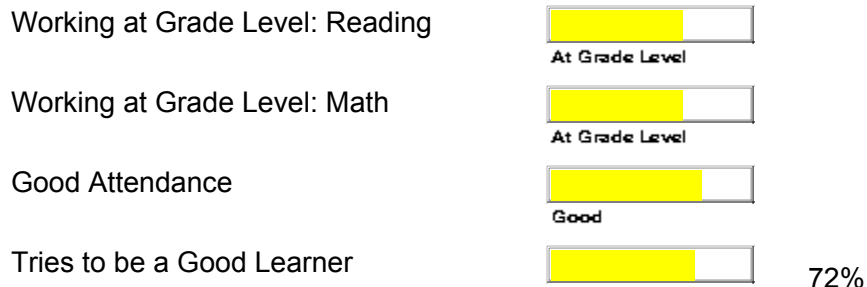 Working at Grade Level: Reading
At Grade Level
Working at Grade Level: Math
At Grade Level
Good Attendance
Good
Tries to be a Good Learner
72%